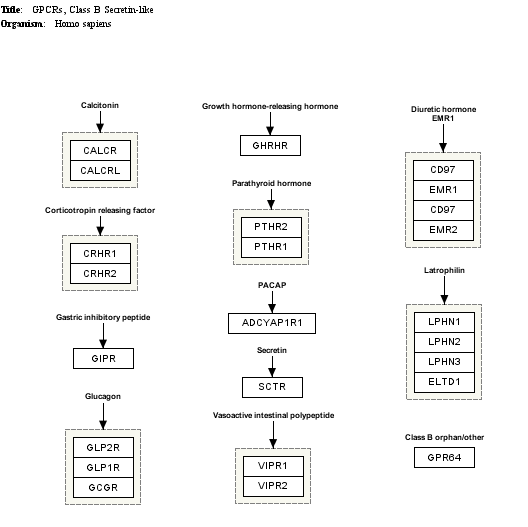 Title: GPCRs, Class B Secretin-like
Organism: Homo sapiens
Calcitonin
CALCR
CALCRL
Corticotropin releasing factor
CRHR1
CRHR2
Gastric inhibitory peptide
GIPR
Glucagon
GLP2R
GLP1R
GCGR
Growth hormone-releasing hormone
GHRHR
Parathyroid hormone
PTHR2
PTHR1
PACAP
ADCYAP1R1
Secretin
SCTR
Vasoactive intestinal polypeptide
VIPR1
VIPR2
Diuretic hormone
EMR1
CD97
EMR1
CD97
EMR2
Latrophilin
LPHN1
LPHN2
LPHN3
ELTD1
Class B orphan/other
GPR64